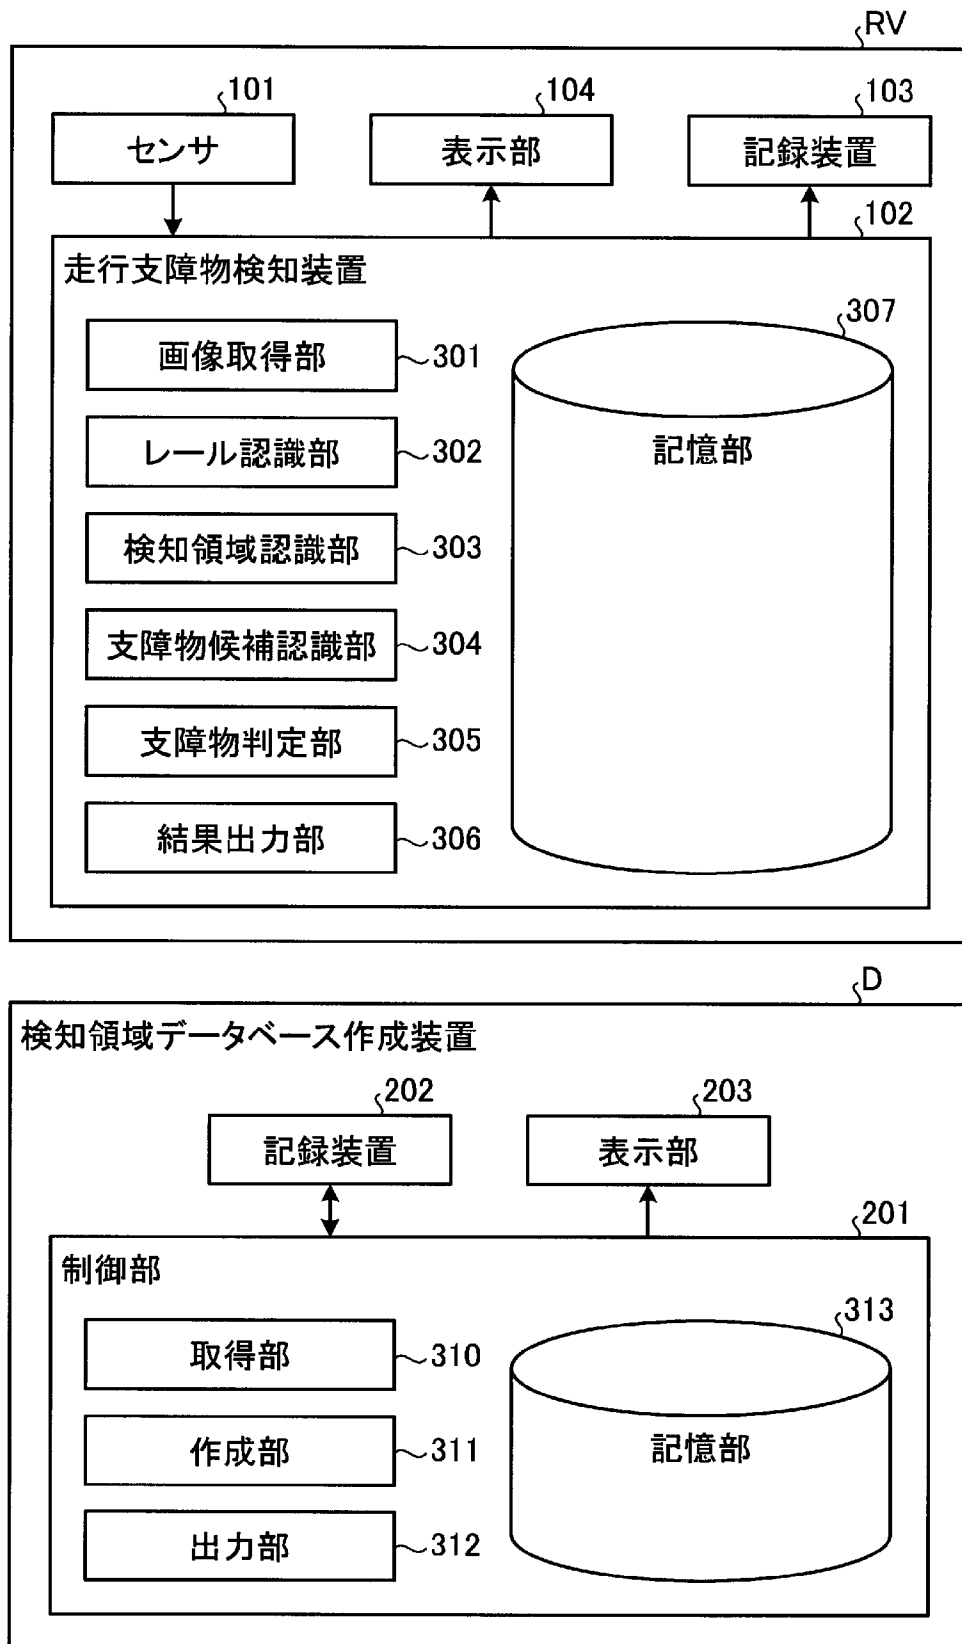 RV
101
センサ
104
表示部
103
記録装置
102
走行支障物検知装置
画像取得部 301
レール認識部 302
検知領域認識部 303
支障物候補認識部 304
支障物判定部 305
結果出力部 306
307
記憶部
D
検知領域データベース作成装置
202
記録装置
203
表示部
201
制御部
取得部 310
作成部 311
出力部 312
313
記憶部